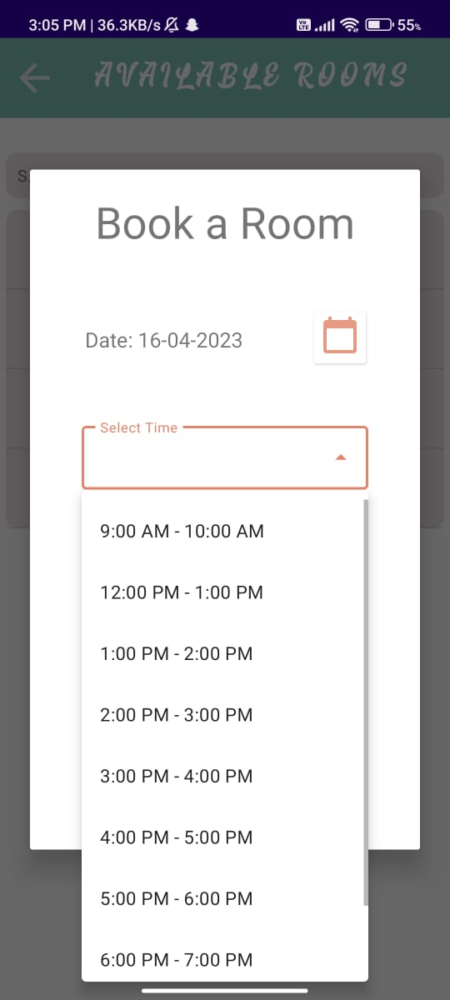 3:05 PM | 36.3KB/s Vo LTE 55%
AVAILABLE ROOMS
S.
Book a Room
Date: 16-04-2023
Select Time
9:00 AM - 10:00 AM
12:00 PM - 1:00 PM
1:00 PM - 2:00 PM
2:00 PM - 3:00 PM
3:00 PM - 4:00 PM
4:00 PM - 5:00 PM
5:00 PM - 6:00 PM
6:00 PM - 7:00 PM